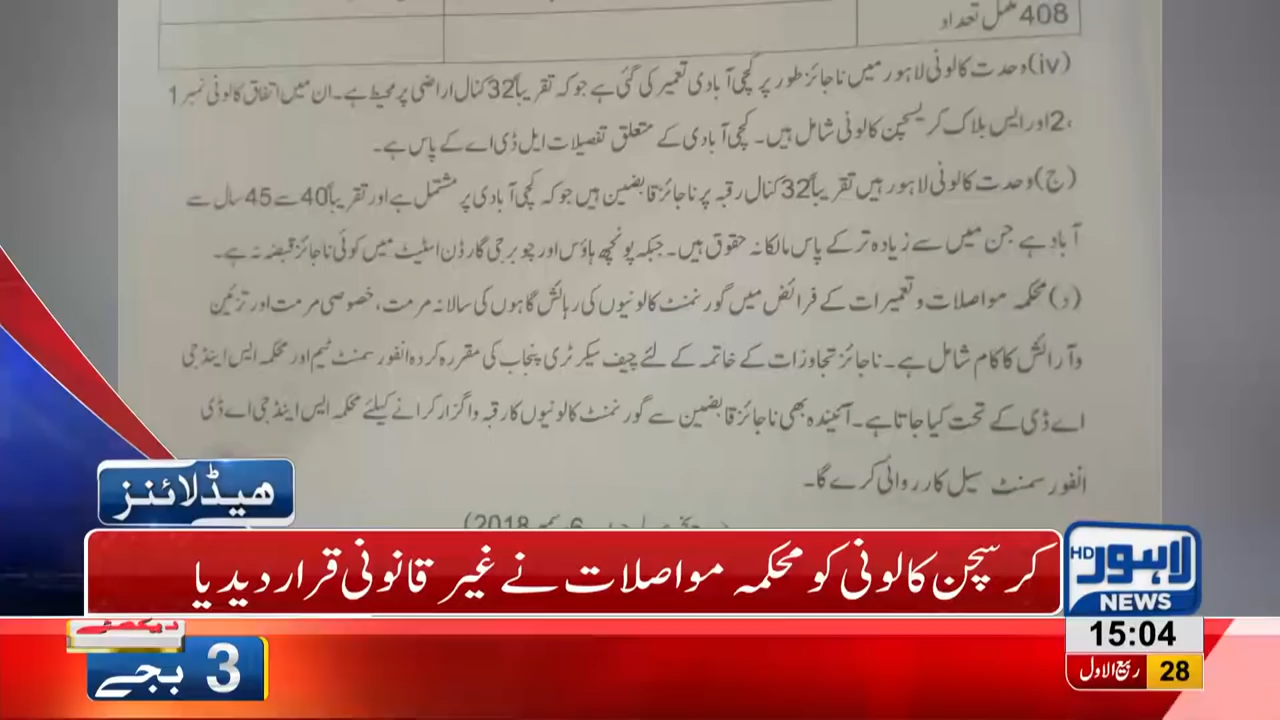 408 مکمل تعداد
(iv) وحدت کالونی لاہور میں ناجائز طور پر کچی آبادی تعمیر کی گئی ہے جو کہ تقریباً 32 کنال اراضی پر محیط ہے۔ ان میں اتفاق کالونی نمبر 1
،2 اور ایس بلاک کریسچن کالونی شامل ہیں۔ کچی آبادی کے متعلق تفصیلات ایل ڈی اے کے پاس ہے۔
(ج) وحدت کالونی لاہور ہیں تقریباً 32 کنال رقبہ پر ناجائز قابضین ہیں جو کہ کچی آبادی پر مشتمل ہے اور تقریباً 40 سے 45 سال سے
آباد ہے جن میں سے زیادہ تر کے پاس مالکانہ حقوق ہیں۔ جبکہ پونچھ ہاؤس اور چوبرجی گارڈن اسٹیٹ میں کوئی ناجائز قبضہ نہ ہے۔
(د) محکمہ مواصلات و تعمیرات کے فرائض میں گورنمنٹ کالونیوں کی رہائش گاہوں کی سالانہ مرمت، خصوصی مرمت اور تزئین
و آرائش کا کام شامل ہے۔ ناجائز تجاوزات کے خاتمہ کے لئے چیف سیکرٹری پنجاب کی مقرر کردہ انفورسمنٹ ٹیم اور محکمہ ایس اینڈ جی
اے ڈی کے تحت کیا جاتا ہے۔ آئیندہ بھی ناجائز قابضین سے گورنمنٹ کالونیوں کا رقبہ واگزار کرانے کیلئے محکمہ ایس اینڈ جی اے ڈی
انفورسمنٹ سیل کارروائی کرے گا۔
2018)
ہیڈلائنز
کرسچن کالونی کو محکمہ مواصلات نے غیر قانونی قرار دیدیا
لاہور HD
NEWS
15:04
28 ربیع الاول
دیکھئے
3 بجے